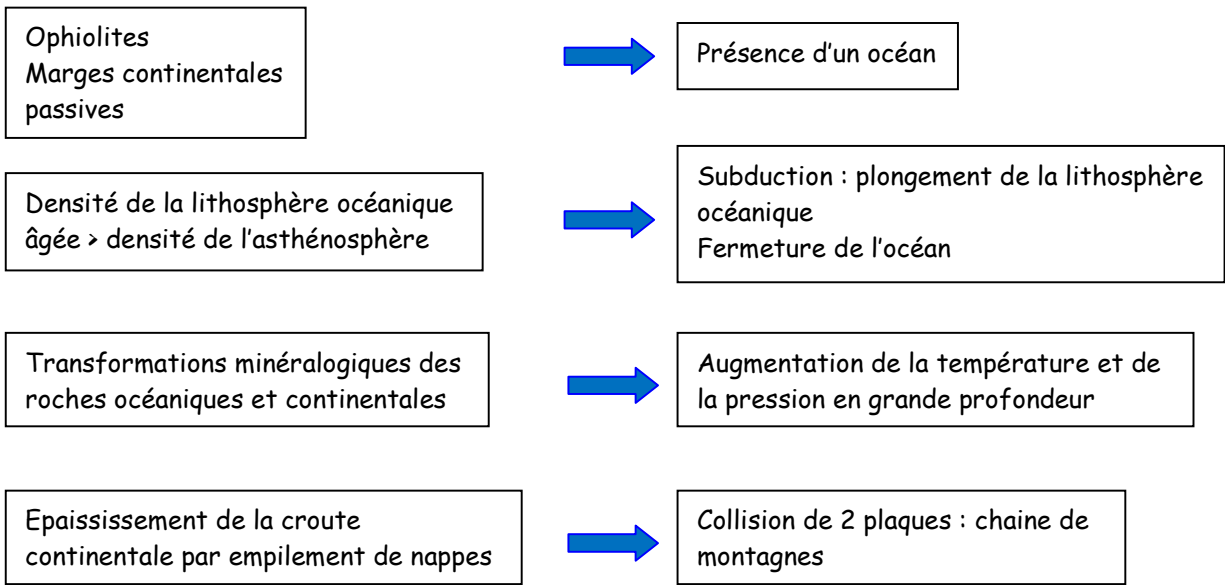 Ophiolites
Marges continentales
passives
Présence d'un océan
Densité de la lithosphère océanique
âgée > densité de l'asthénosphère
Subduction : plongement de la lithosphère
océanique
Fermeture de l'océan
Transformations minéralogiques des
roches océaniques et continentales
Augmentation de la température et de
la pression en grande profondeur
Epaississement de la croute
continentale par empilement de nappes
Collision de 2 plaques : chaine de
montagnes